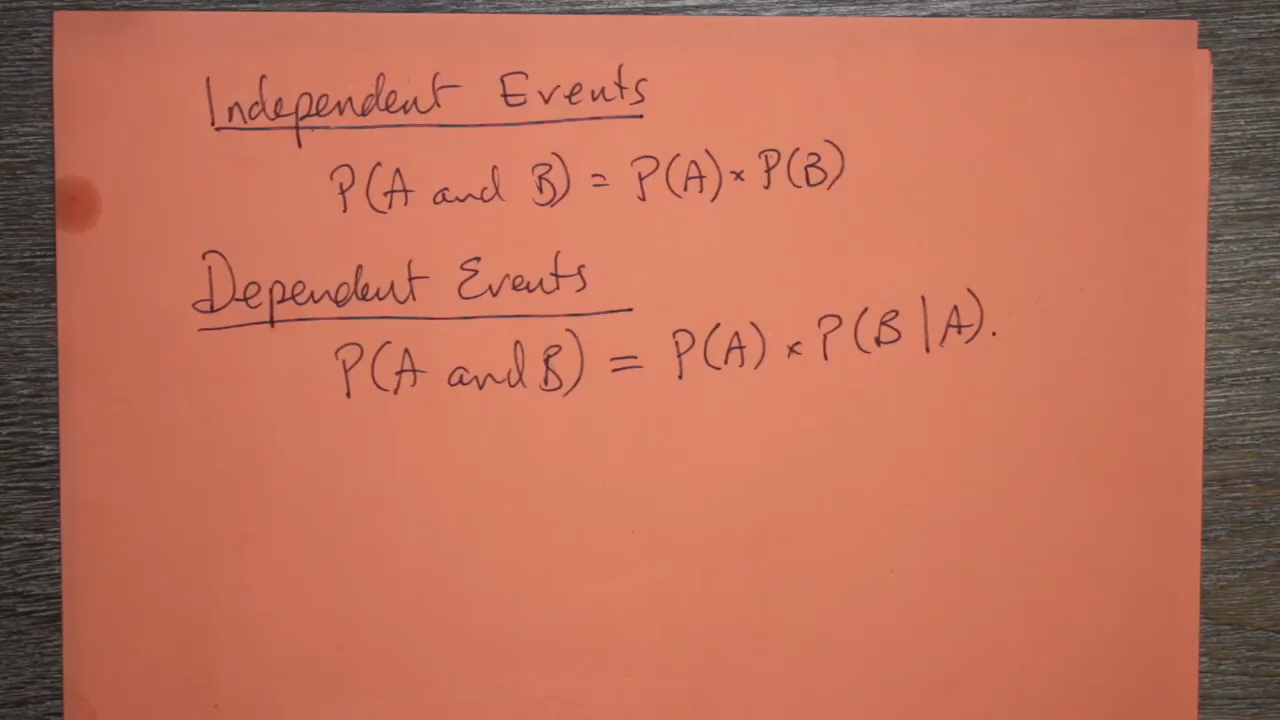 Independent Events
P(A and B) = P(A) × P(B)
Dependent Events
P(A and B) = P(A) × P(B|A).